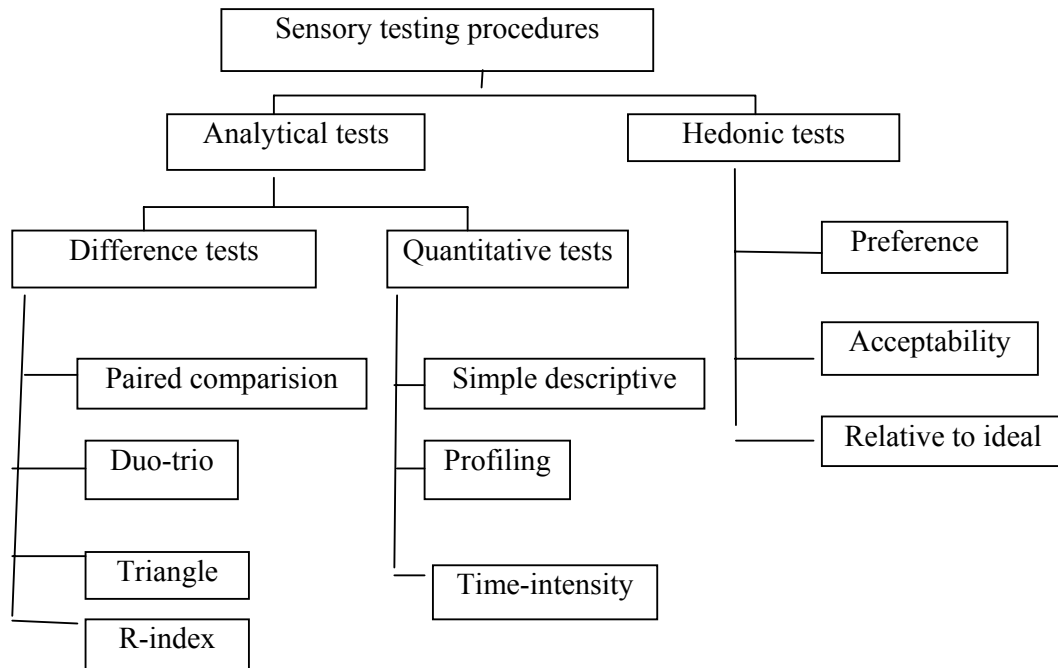 Sensory testing procedures
Analytical tests
Hedonic tests
Difference tests
Quantitative tests
Preference
Acceptability
Relative to ideal
Paired comparision
Simple descriptive
Duo-trio
Profiling
Triangle
Time-intensity
R-index